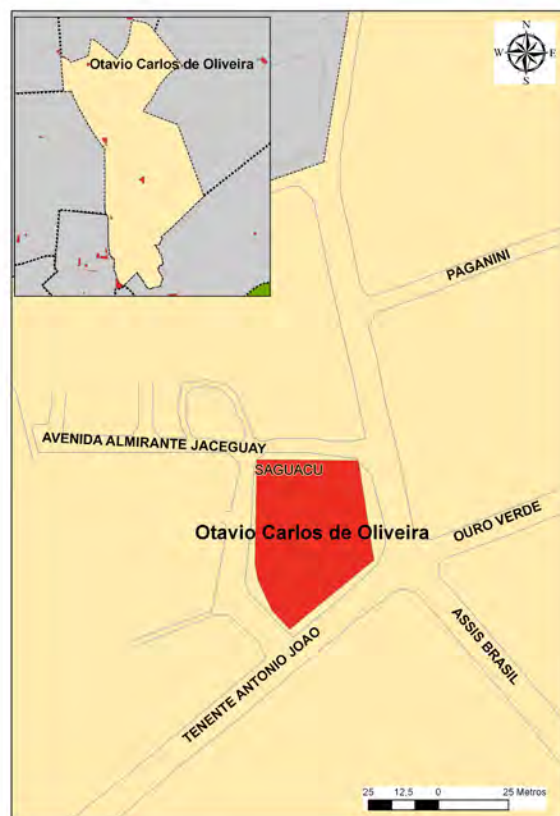 Otavio Carlos de Oliveira
N
W E
S
PAGANINI
AVENIDA ALMIRANTE JACEGUAY
SAGUACU
Otavio Carlos de Oliveira
OURO VERDE
ASSIS BRASIL
TENENTE ANTONIO JOAO
25 12,5 0 25 Metros